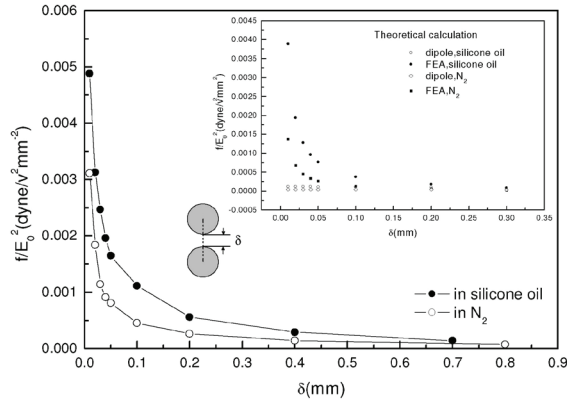 f/E₀²(dyne/v²mm⁻²)
0.006
0.005
0.004
0.003
0.002
0.001
0.000
0.0 0.1 0.2 0.3 0.4 0.5 0.6 0.7 0.8 0.9
δ(mm)
δ
in silicone oil
in N₂
Theoretical calculation
dipole,silicone oil
FEA,silicone oil
dipole,N₂
FEA,N₂
f/E₀²(dyne/v²mm²)
0.0045
0.0040
0.0035
0.0030
0.0025
0.0020
0.0015
0.0010
0.0005
0.0000
-0.0005
0.00 0.05 0.10 0.15 0.20 0.25 0.30 0.35
δ(mm)